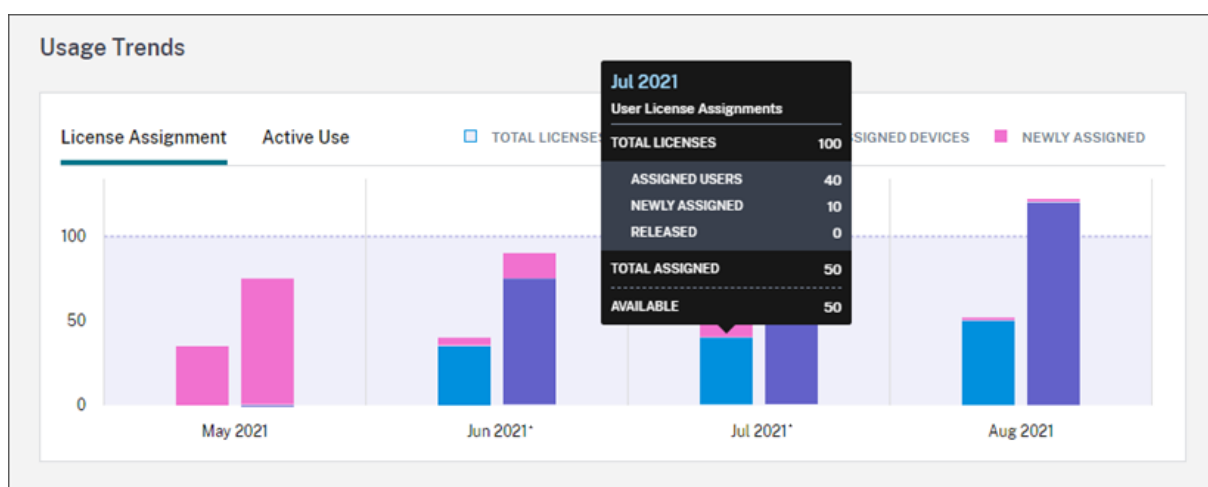 Usage Trends
Jul 2021
User License Assignments
License Assignment Active Use TOTAL LICENSES DEVICES NEWLY ASSIGNED
TOTAL LICENSES 100
ASSIGNED USERS 40
NEWLY ASSIGNED 10
RELEASED 0
TOTAL ASSIGNED 50
AVAILABLE 50
100
50
0
May 2021 Jun 2021* Jul 2021* Aug 2021